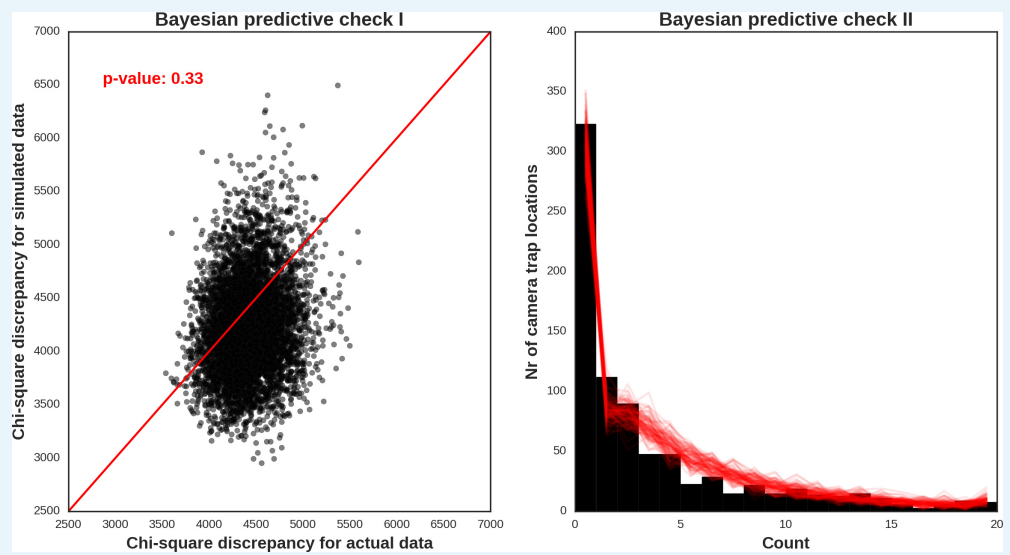 Bayesian predictive check I
p-value: 0.33
Chi-square discrepancy for simulated data
7000
6500
6000
5500
5000
4500
4000
3500
3000
2500
2500 3000 3500 4000 4500 5000 5500 6000 6500 7000
Chi-square discrepancy for actual data
Bayesian predictive check II
Nr of camera trap locations
400
350
300
250
200
150
100
50
0
0 5 10 15 20
Count